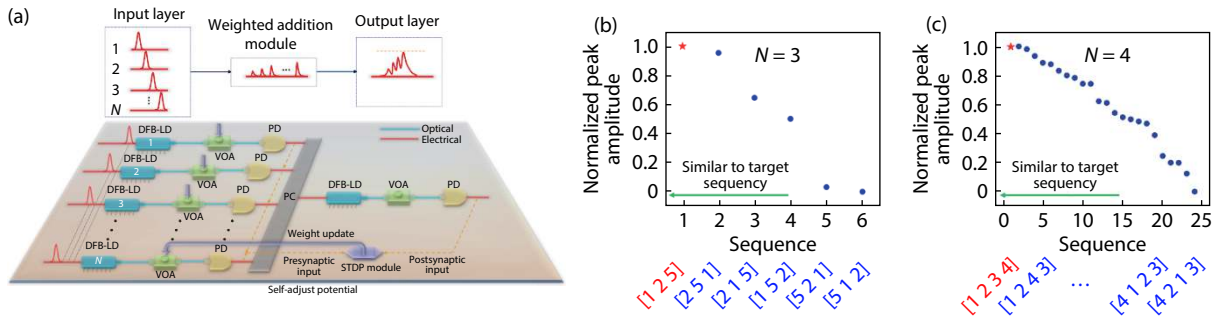 (a)
Input layer
Weighted addition
module
Output layer
1
2
3
N
DFB-LD
1
VOA
PD
Optical
Electrical
DFB-LD
2
VOA
PD
DFB-LD
3
VOA
PD
PC
DFB-LD
VOA
PD
DFB-LD
N
VOA
PD
Weight update
Presynaptic
input
STDP module
Postsynaptic
input
Self-adjust potential
(b)
N = 3
Normalized peak
amplitude
1.0
0.8
0.6
0.4
0.2
0
Similar to target
sequency
1 2 3 4 5 6
Sequence
[1 2 5]
[2 5 1]
[2 1 5]
[1 5 2]
[5 2 1]
[5 1 2]
(c)
N = 4
Normalized peak
amplitude
1.0
0.8
0.6
0.4
0.2
0
Similar to target
sequency
0 5 10 15 20 25
Sequence
[1 2 3 4]
[1 2 4 3]
...
[4 1 2 3]
[4 2 1 3]